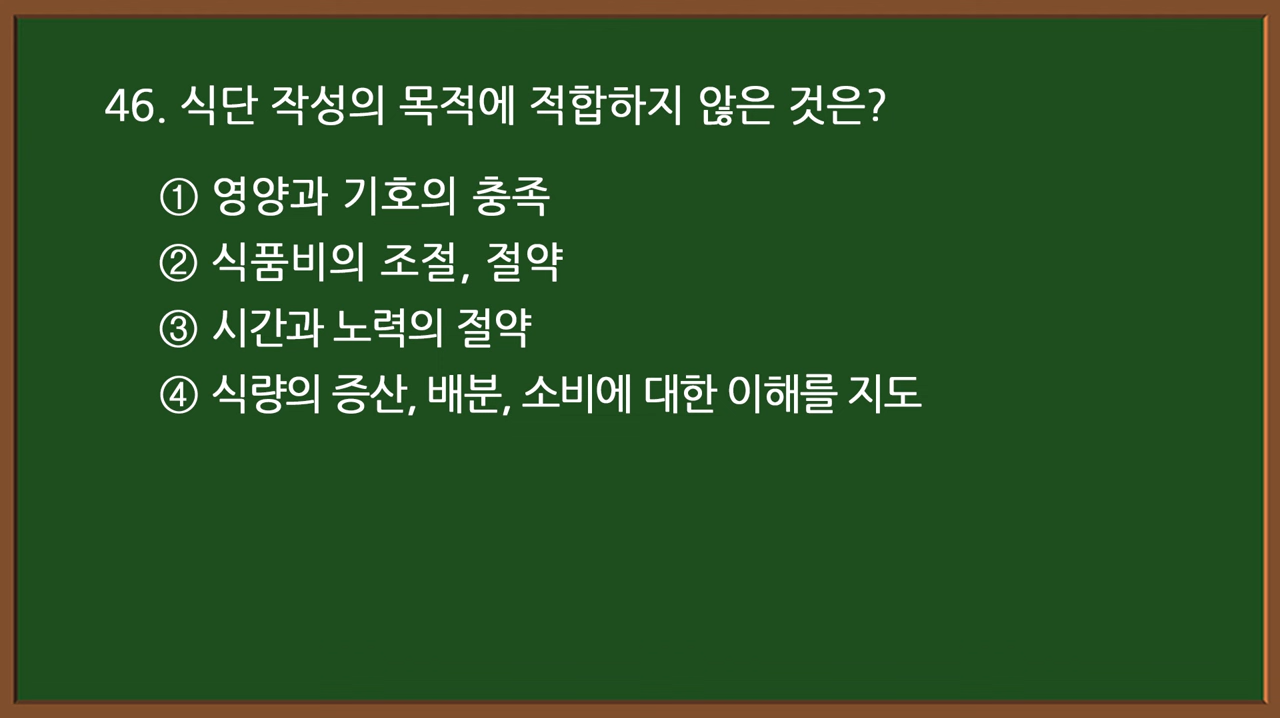 46. 식단 작성의 목적에 적합하지 않은 것은?
① 영양과 기호의 충족
② 식품비의 조절, 절약
③ 시간과 노력의 절약
④ 식량의 증산, 배분, 소비에 대한 이해를 지도